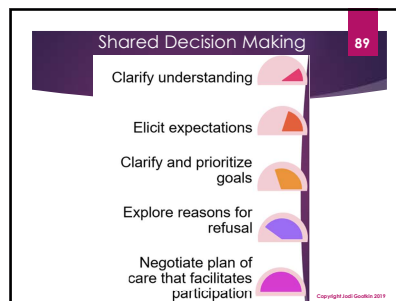 Shared Decision Making
89
Clarify understanding
Elicit expectations
Clarify and prioritize
goals
Explore reasons for
refusal
Negotiate plan of
care that facilitates
participation
Copyright Jodi Goofkin 2019